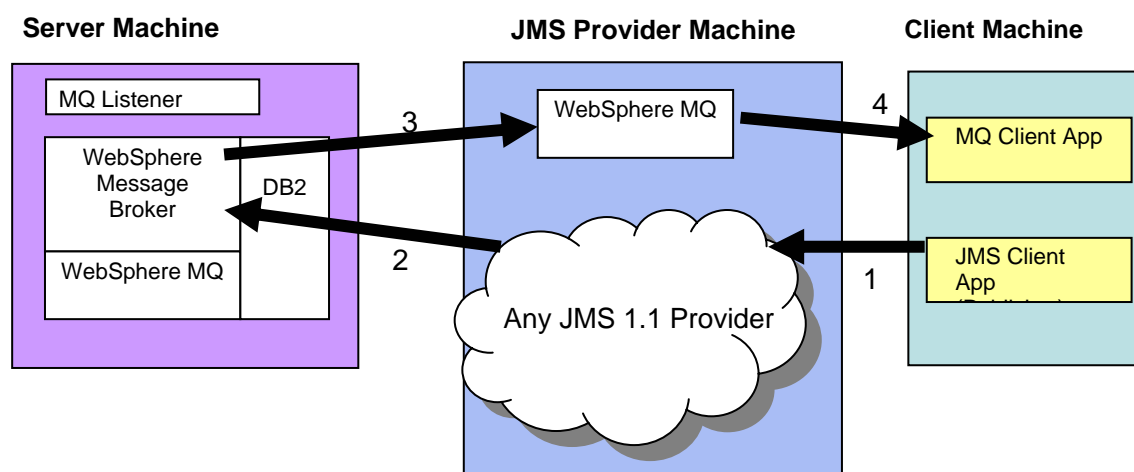 Server Machine
JMS Provider Machine
Client Machine
MQ Listener
WebSphere
Message
Broker
DB2
WebSphere MQ
3
2
WebSphere MQ
Any JMS 1.1 Provider
4
1
MQ Client App
JMS Client
App